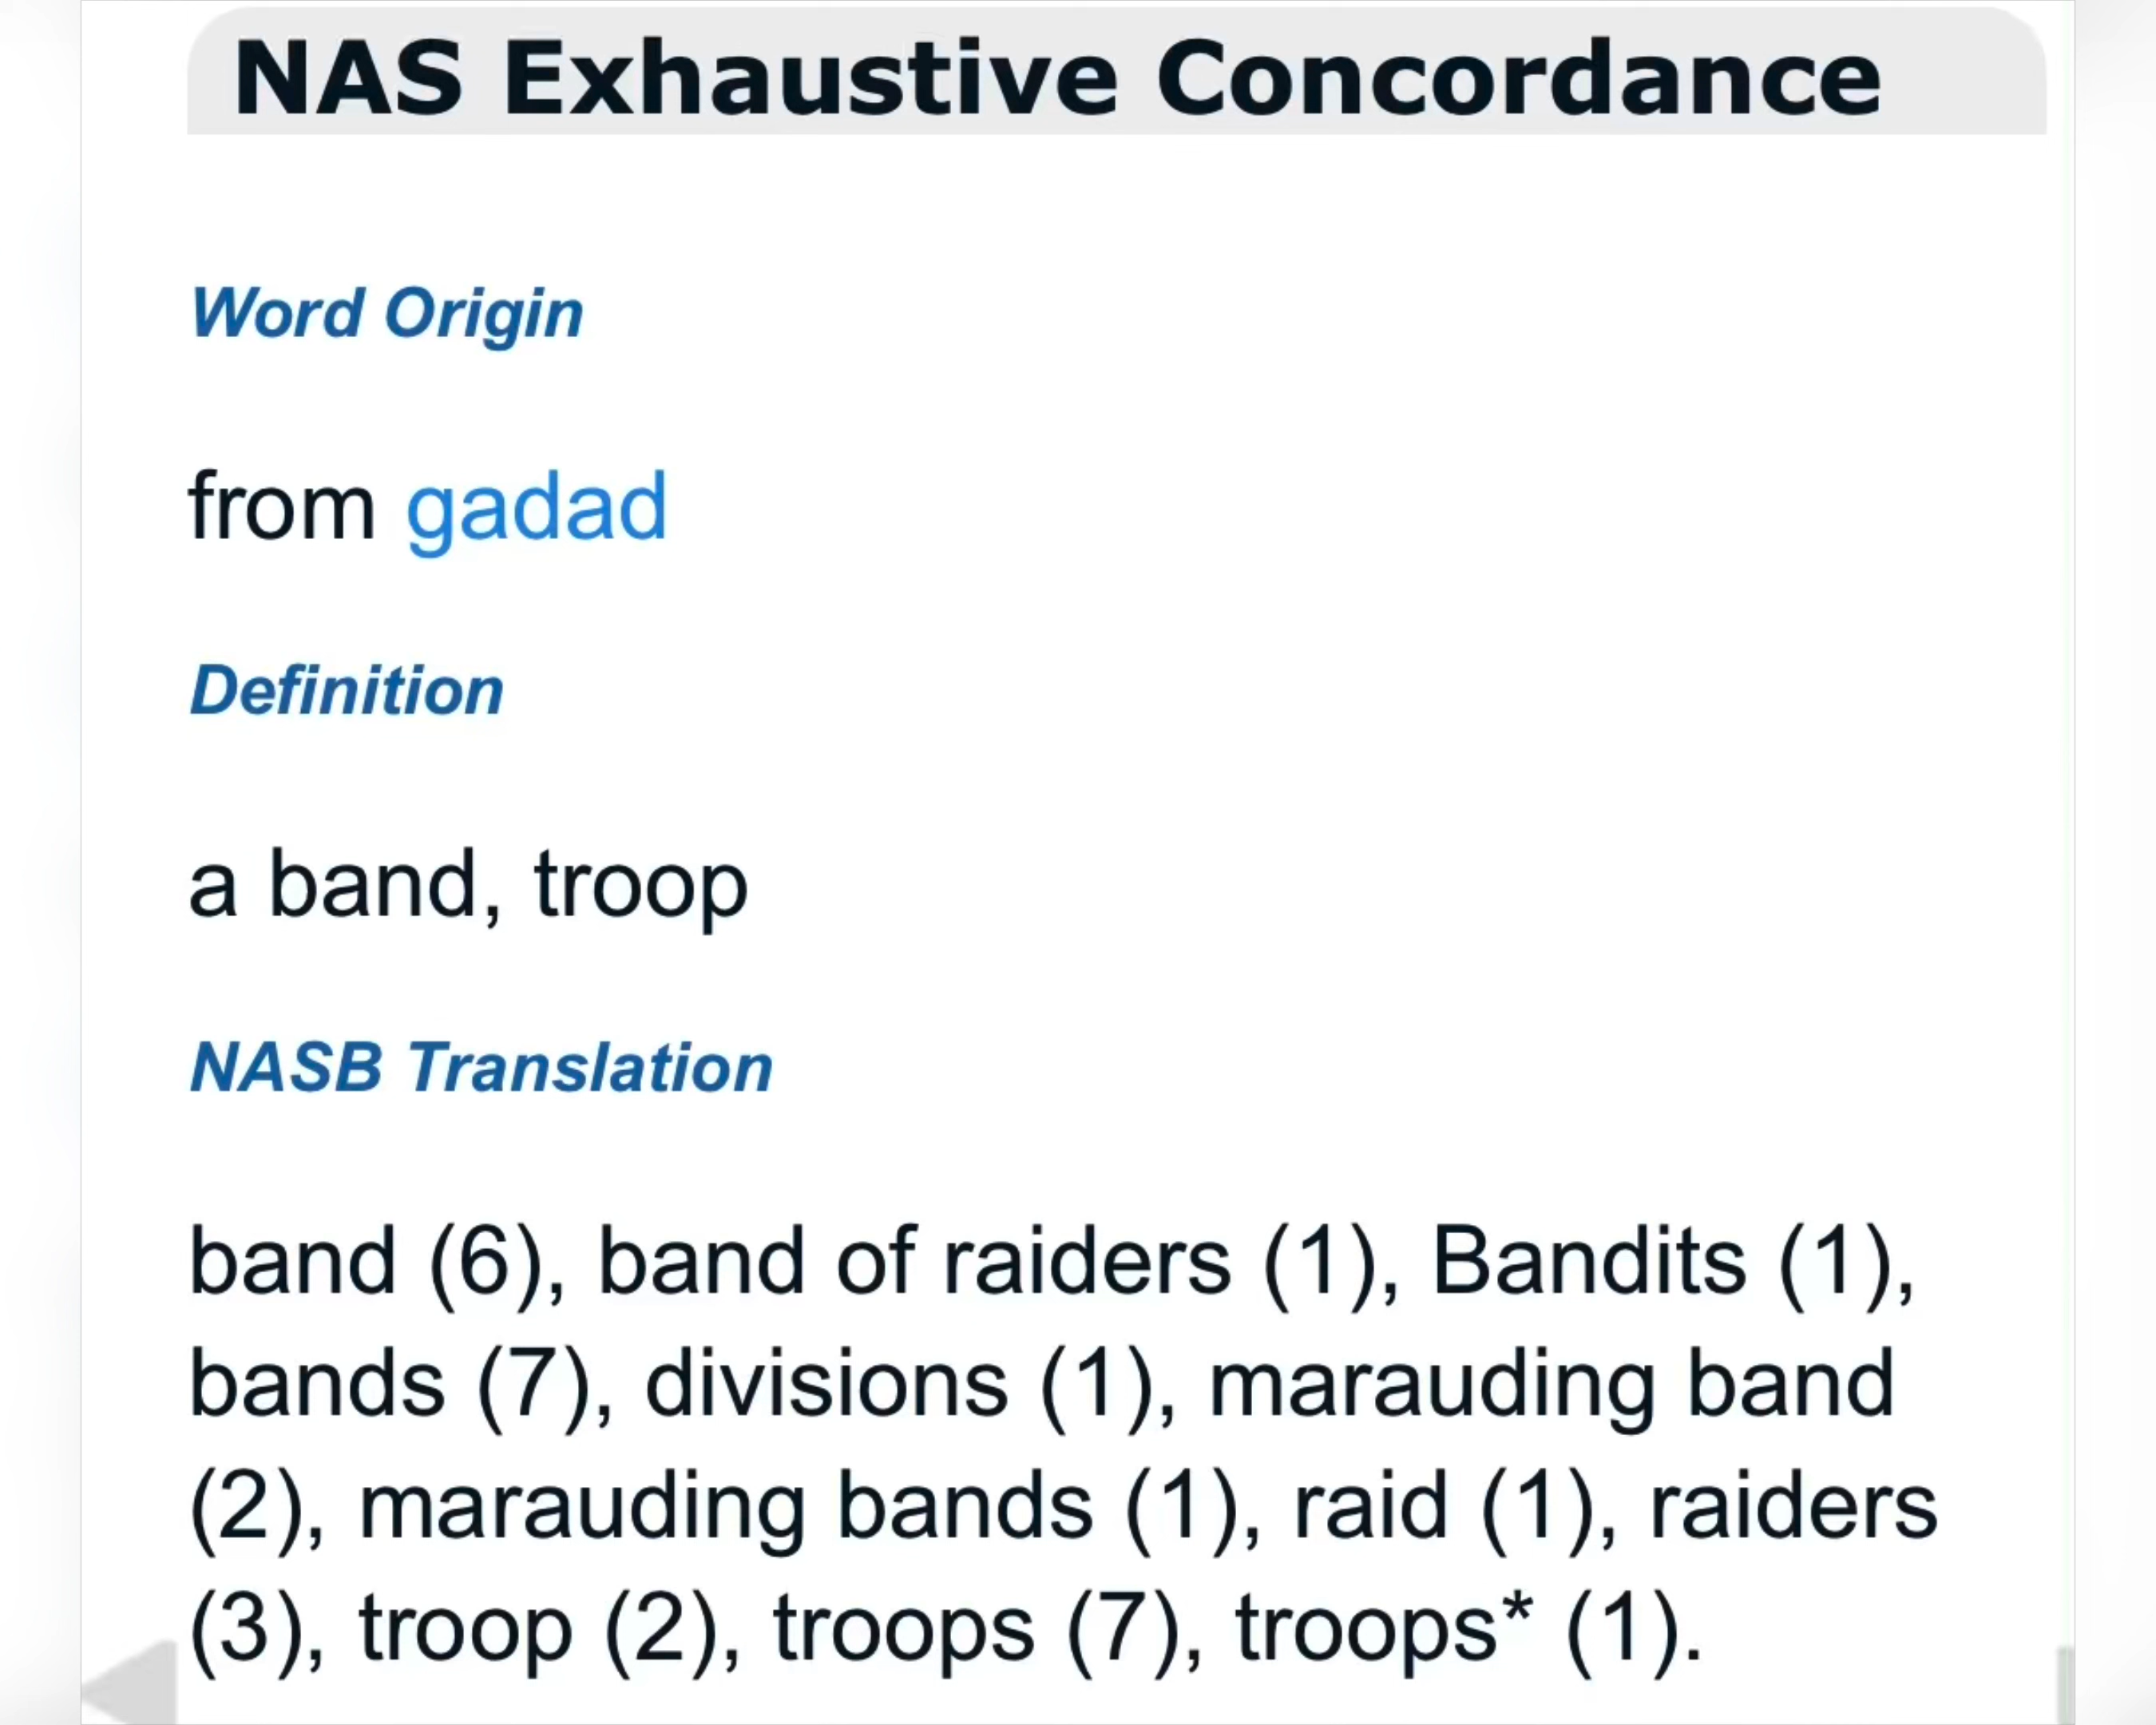 NAS Exhaustive Concordance
Word Origin
from gadad
Definition
a band, troop
NASB Translation
band (6), band of raiders (1), Bandits (1),
bands (7), divisions (1), marauding band
(2), marauding bands (1), raid (1), raiders
(3), troop (2), troops (7), troops* (1).